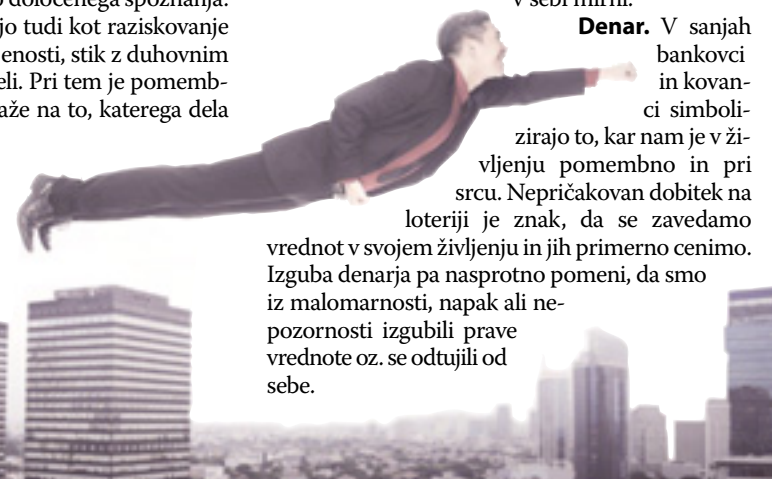 določenega spoznanja.
jo tudi kot raziskovanje
enosti, stik z duhovnim
eli. Pri tem je pomemb-
aže na to, katerega dela
v sebi mirni.
Denar. V sanjah
bankovci
in kovan-
ci simboli-
zirajo to, kar nam je v ži-
vljenju pomembno in pri
srcu. Nepričakovan dobitek na
loteriji je znak, da se zavedamo
vrednot v svojem življenju in jih primerno cenimo.
Izguba denarja pa nasprotno pomeni, da smo
iz malomarnosti, napak ali ne-
pozornosti izgubili prave
vrednote oz. se odtujili od
sebe.